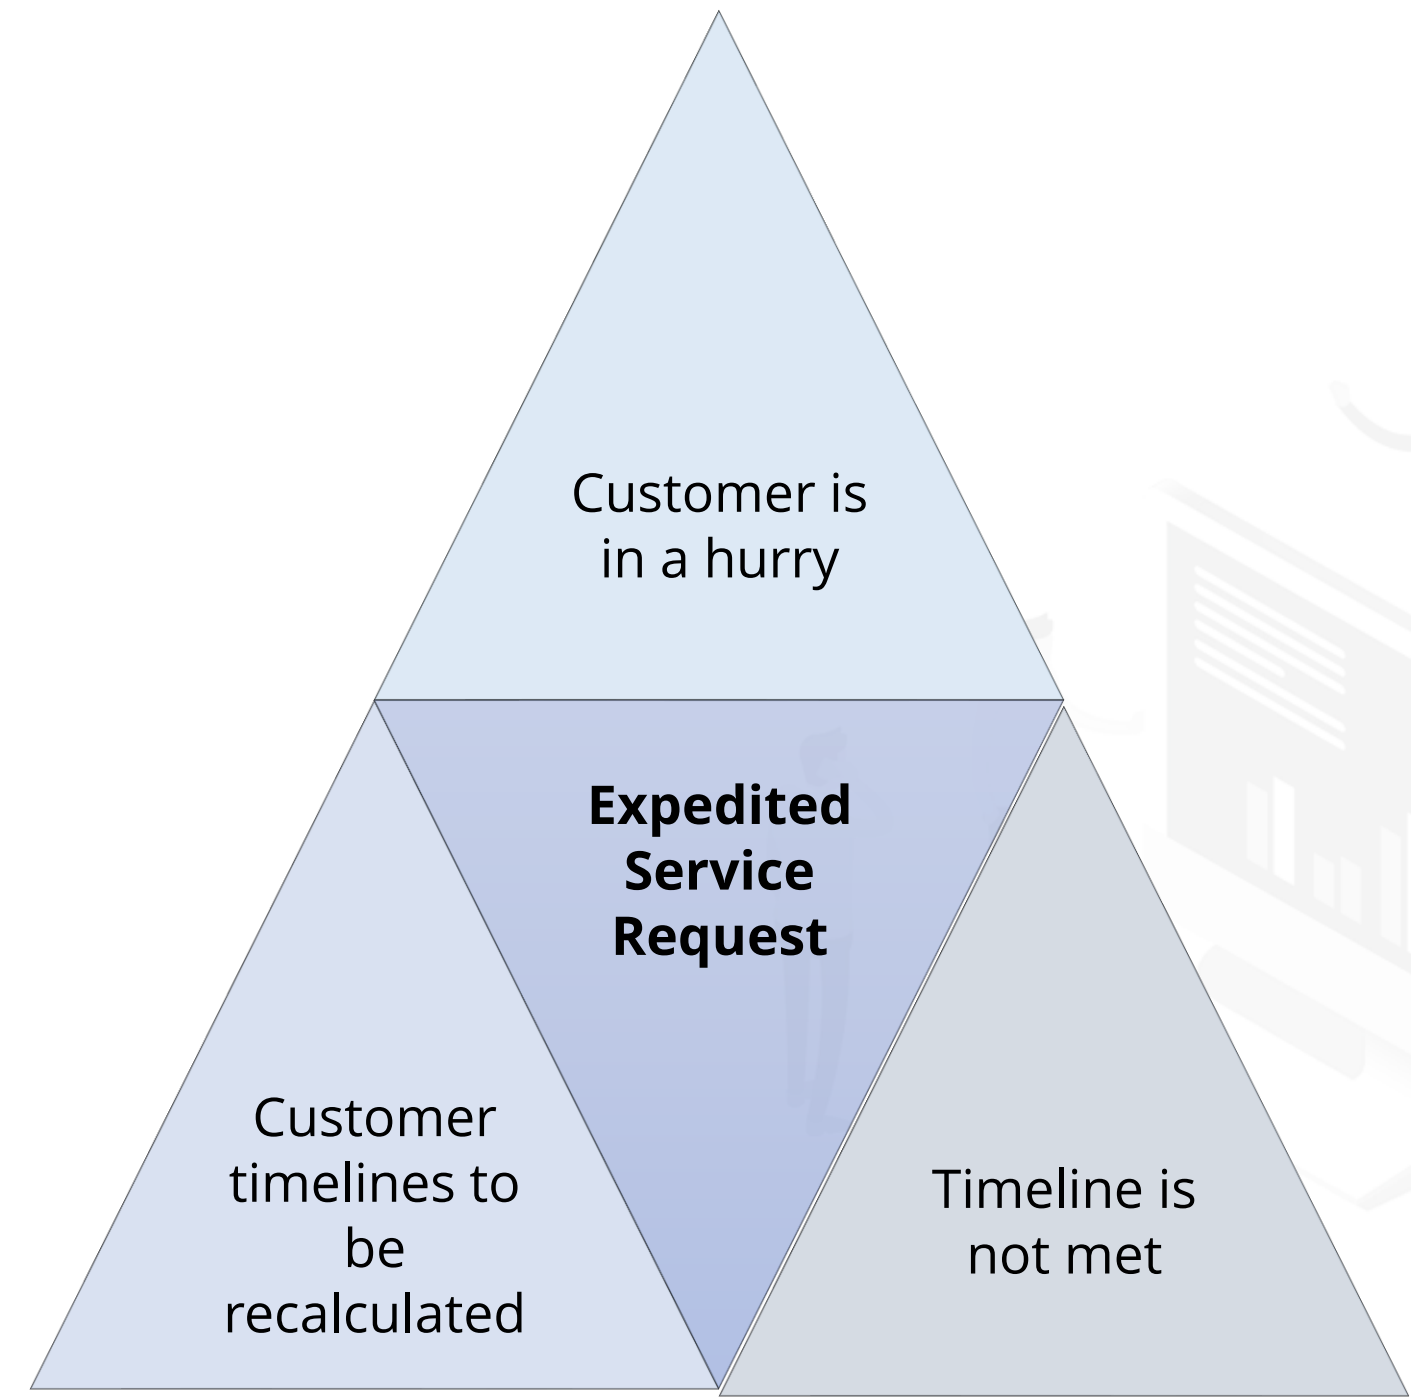 Customer is
in a hurry
Expedited
Service
Request
Customer
timelines to
be
recalculated
Timeline is
not met